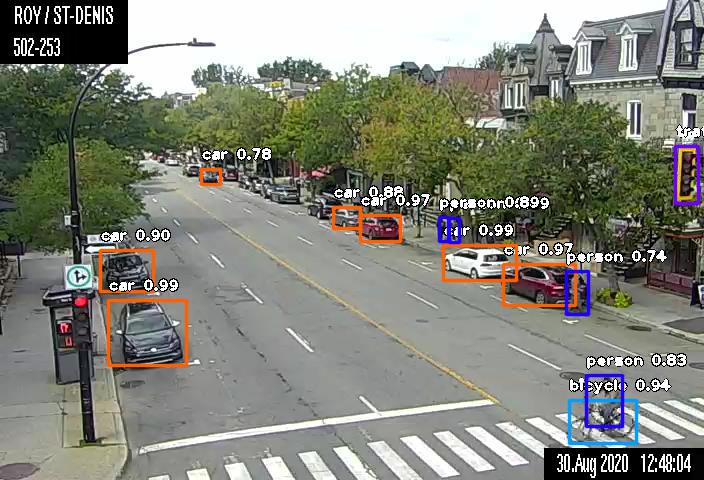 ROY / ST-DENIS
502-253
car 0.78
car 0.88
car 0.97
car 0.99
car 0.97
person 0.74
car 0.90
car 0.99
person 0.83
bicycle 0.94
30.Aug 2020 12:48:04